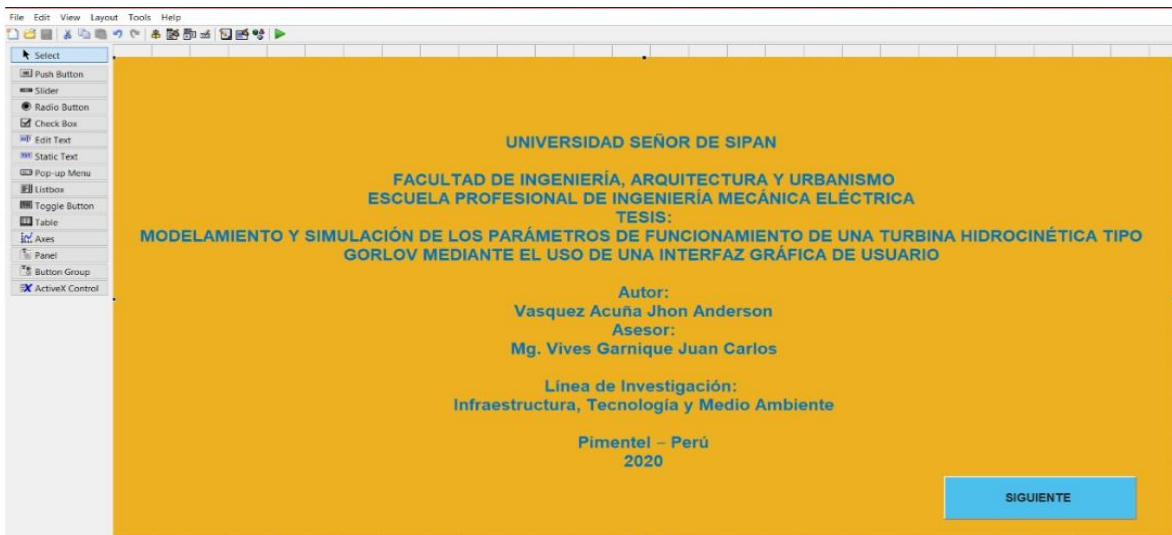 File Edit View Layout Tools Help
Select
Push Button
Slider
Radio Button
Check Box
Edit Text
Static Text
Pop-up Menu
Listbox
Toggle Button
Table
Axes
Panel
Button Group
ActiveX Control
UNIVERSIDAD SEÑOR DE SIPAN
FACULTAD DE INGENIERÍA, ARQUITECTURA Y URBANISMO
ESCUELA PROFESIONAL DE INGENIERÍA MECÁNICA ELÉCTRICA
TESIS:
MODELAMIENTO Y SIMULACIÓN DE LOS PARÁMETROS DE FUNCIONAMIENTO DE UNA TURBINA HIDROCINÉTICA TIPO
GORLOV MEDIANTE EL USO DE UNA INTERFAZ GRÁFICA DE USUARIO
Autor:
Vasquez Acuña Jhon Anderson
Asesor:
Mg. Vives Garnique Juan Carlos
Línea de Investigación:
Infraestructura, Tecnología y Medio Ambiente
Pimentel – Perú
2020
SIGUIENTE